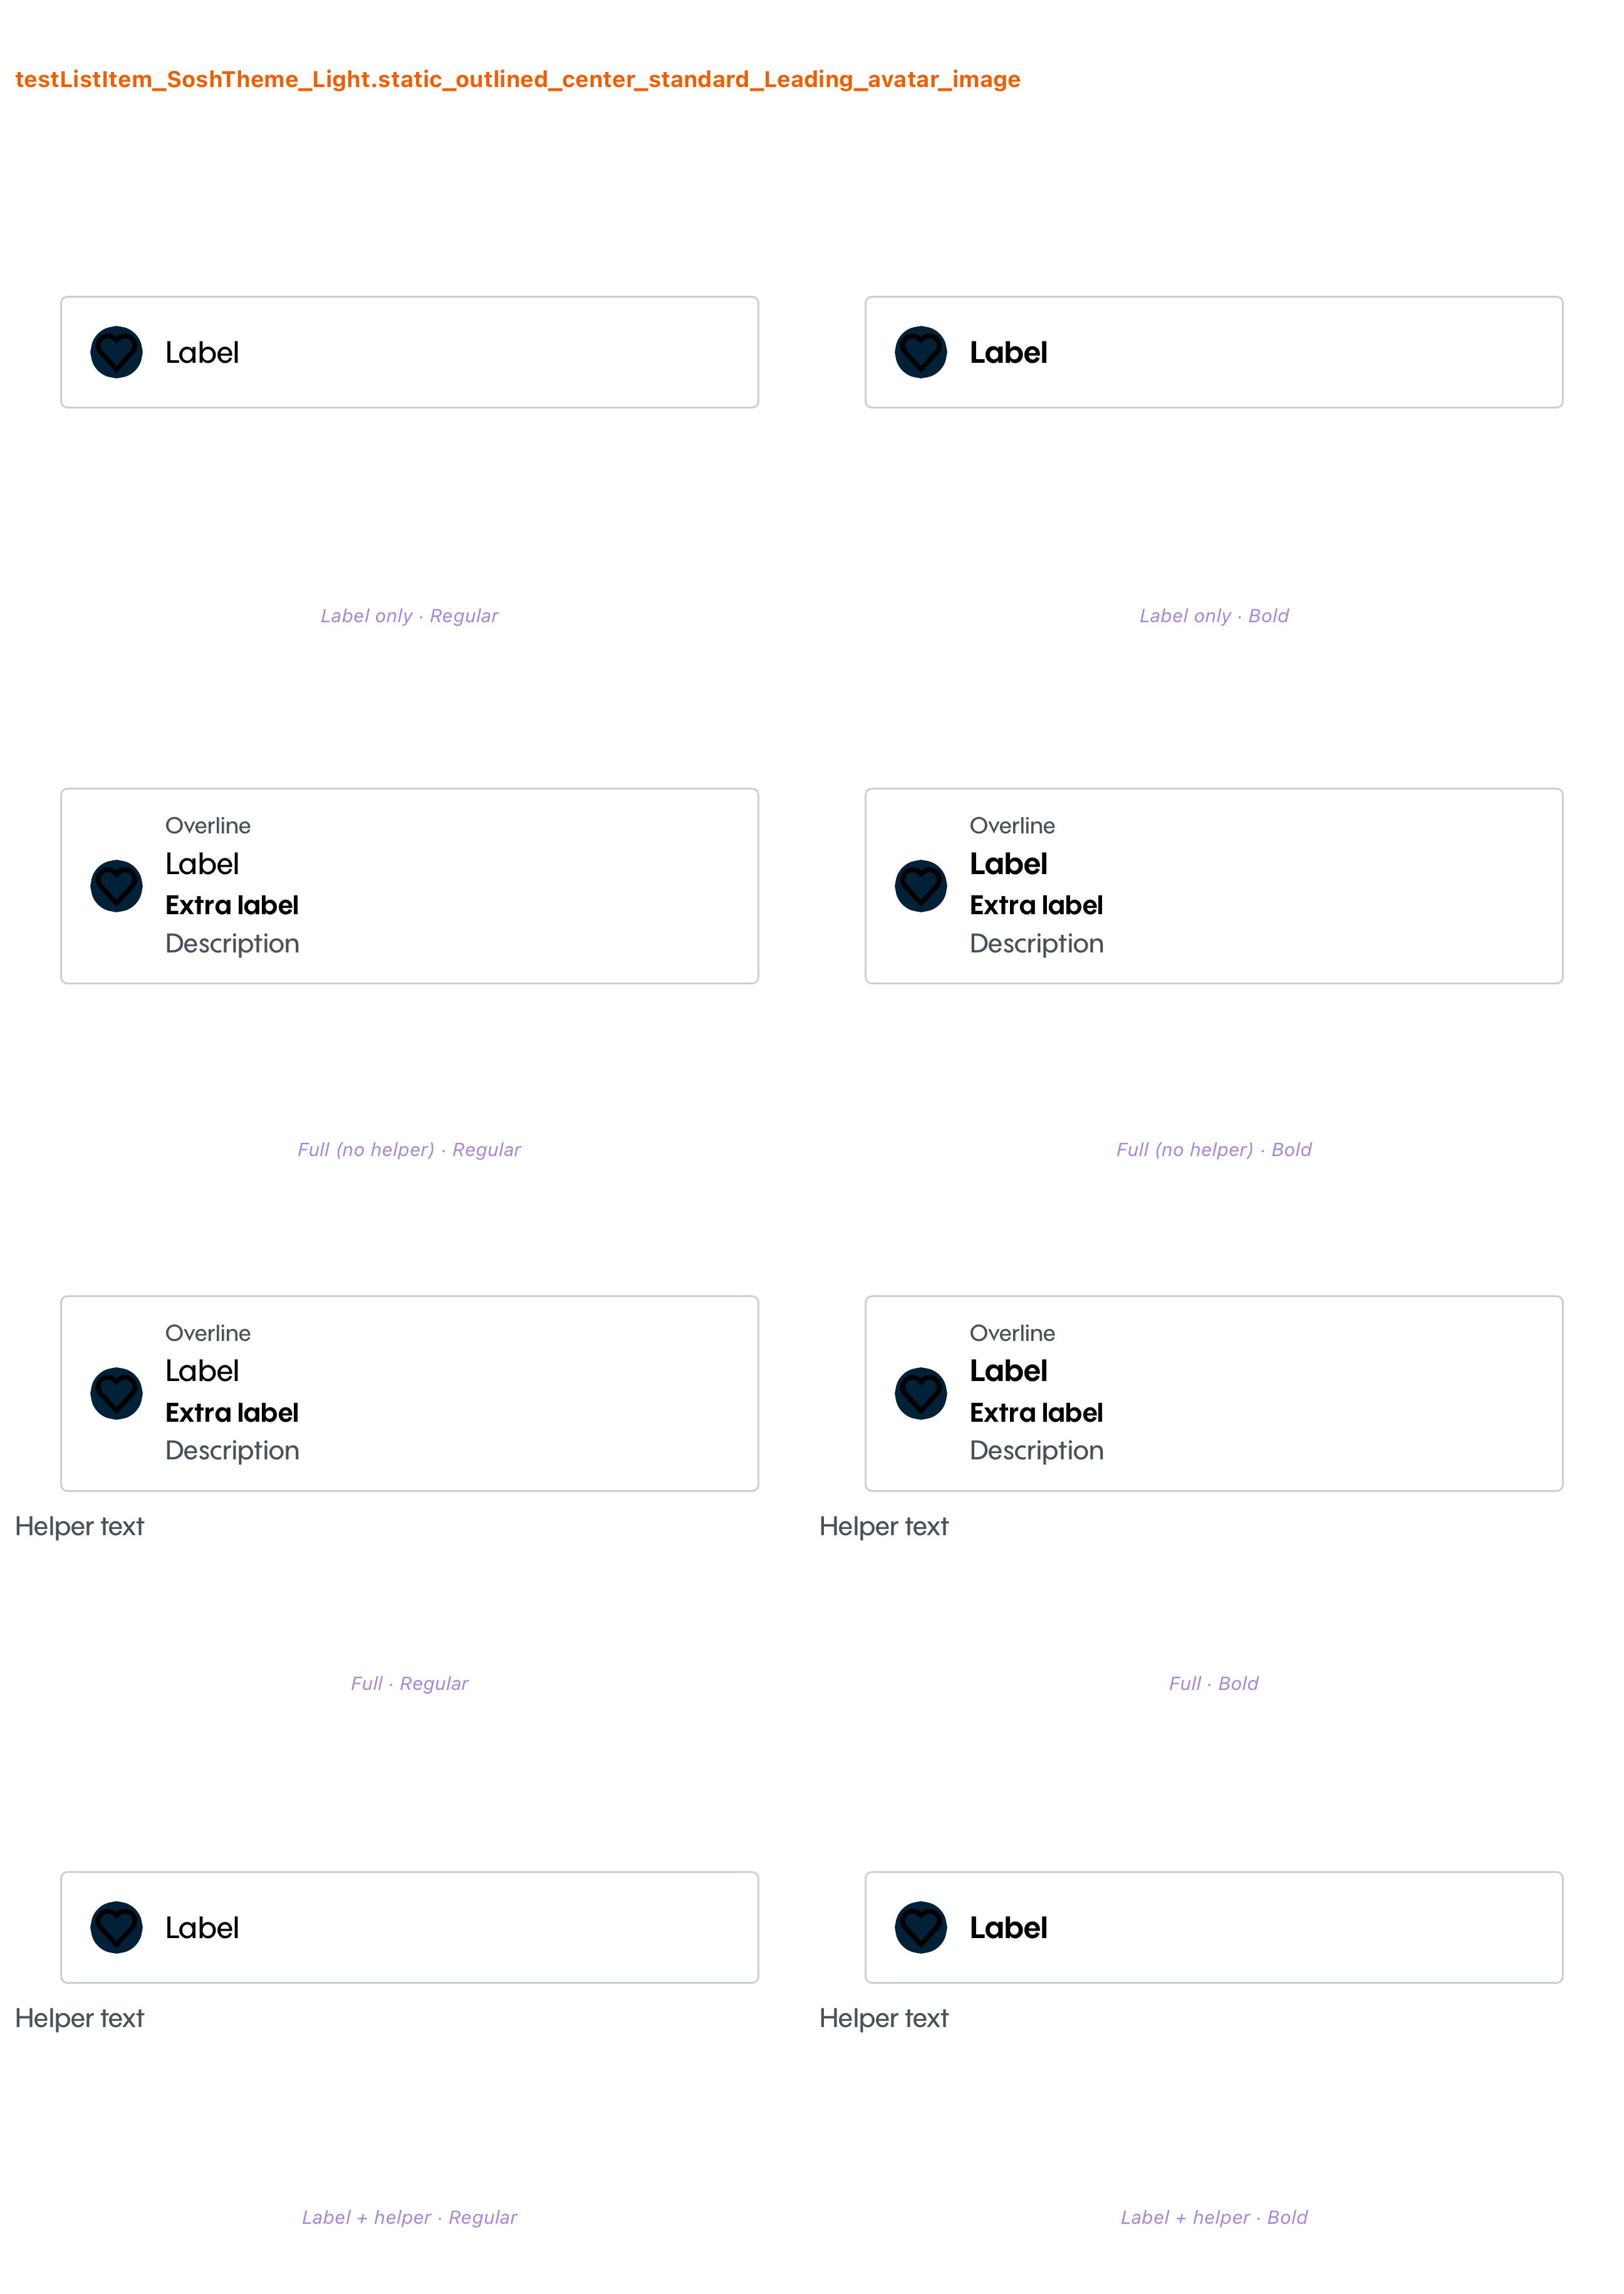 testListItem_SoshTheme_Light.static_outlined_center_standard_Leading_avatar_image
Label
Label
Label only · Regular
Label only · Bold
Overline
Label
Extra label
Description
Overline
Label
Extra label
Description
Full (no helper) · Regular
Full (no helper) · Bold
Overline
Label
Extra label
Description
Helper text
Overline
Label
Extra label
Description
Helper text
Full · Regular
Full · Bold
Label
Helper text
Label
Helper text
Label + helper · Regular
Label + helper · Bold